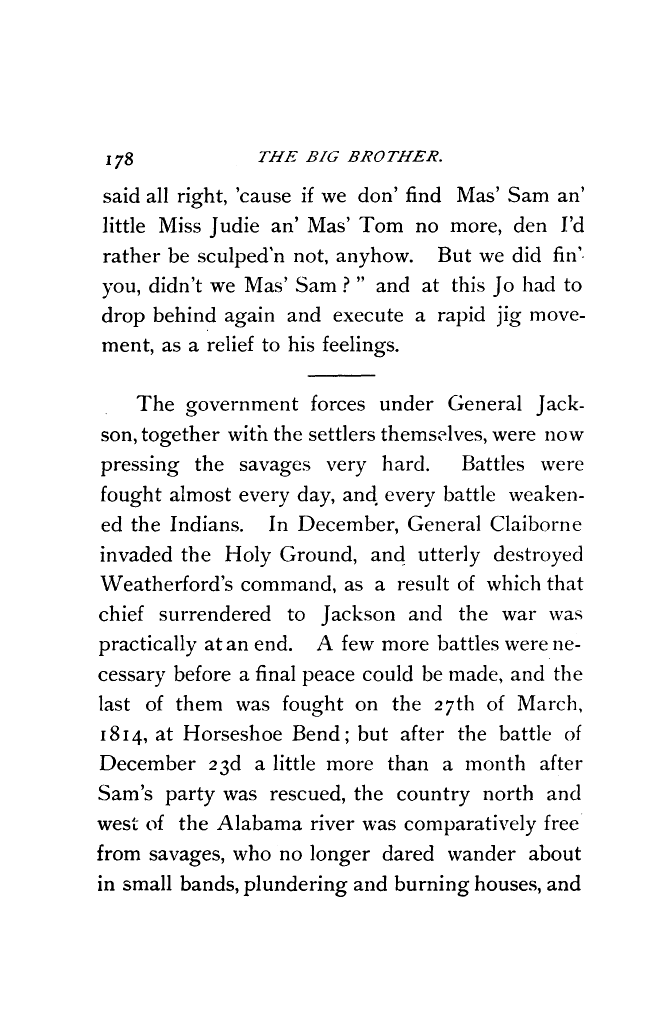 178 THE BIG BROTHER.
said all right, 'cause if we don' find Mas' Sam an'
little Miss Judie an' Mas' Tom no more, den I'd
rather be sculped'n not, anyhow. But we did fin'
you, didn't we Mas' Sam ? " and at this Jo had to
drop behind again and execute a rapid jig move-
ment, as a relief to his feelings.
The government forces under General Jack-
son, together with the settlers themselves, were now
pressing the savages very hard. Battles were
fought almost every day, and every battle weaken-
ed the Indians. In December, General Claiborne
invaded the Holy Ground, and utterly destroyed
Weatherford's command, as a result of which that
chief surrendered to Jackson and the war was
practically at an end. A few more battles were ne-
cessary before a final peace could be made, and the
last of them was fought on the 27th of March,
1814, at Horseshoe Bend; but after the battle of
December 23d a little more than a month after
Sam's party was rescued, the country north and
west of the Alabama river was comparatively free
from savages, who no longer dared wander about
in small bands, plundering and burning houses, and